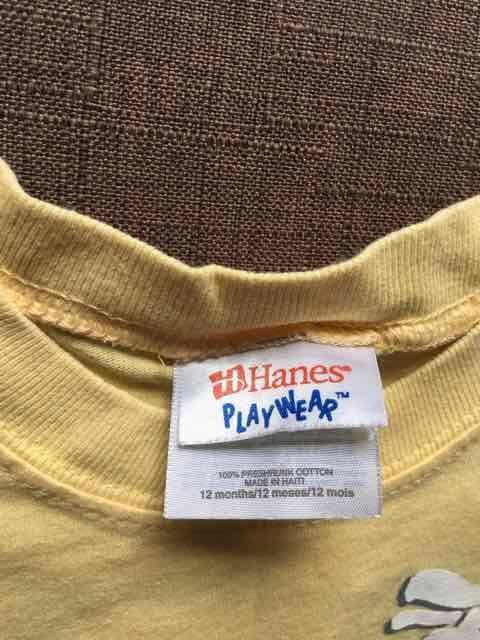 Hanes
PLAYWEAR™
100% PRESHRUNK COTTON
MADE IN HAITI
12 months/12 meses/12 mois